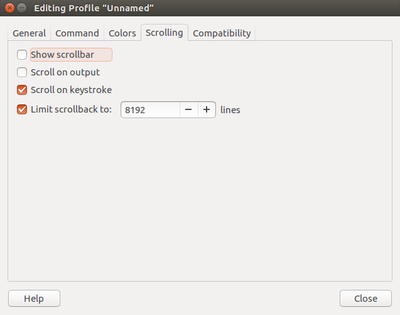 Editing Profile "Unnamed"
General Command Colors Scrolling Compatibility
Show scrollbar
Scroll on output
Scroll on keystroke
Limit scrollback to: 8192 − + lines
Help Close